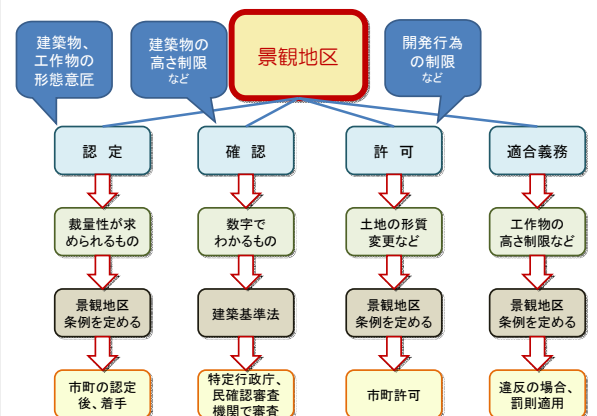 建築物、
工作物の
形態意匠
建築物の
高さ制限
など
景観地区
開発行為
の制限
など
認 定
確 認
許 可
適合義務
裁量性が求
められるもの
数字で
わかるもの
土地の形質
変更など
工作物の
高さ制限など
景観地区
条例を定める
建築基準法
景観地区
条例を定める
景観地区
条例を定める
市町の認定
後、着手
特定行政庁、
民確認審査
機関で審査
市町許可
違反の場合、
罰則適用